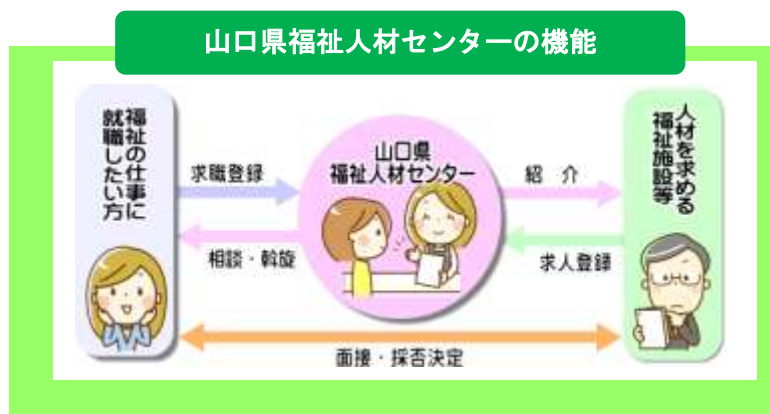 山口県福祉人材センターの機能
福祉の仕事に
就職したい方
求職登録
相談・斡旋
山口県
福祉人材センター
紹　介
求人登録
人材を求める
福祉施設等
面接・採否決定